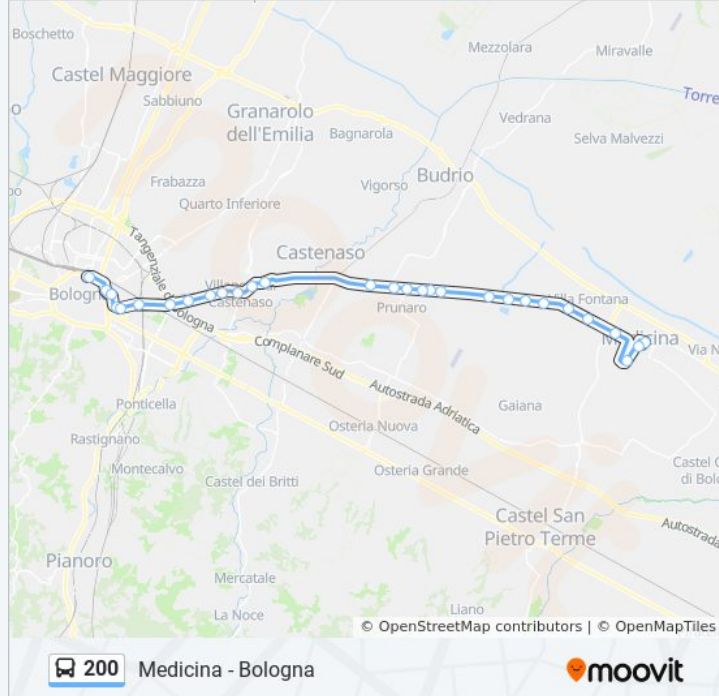 Boschetto
Mezzolara
Miravalle
Castel Maggiore
Sabbiuno
Granarolo
dell'Emilia
Torre
Vedrana
Bagnarola
Selva Malvezzi
Budrio
Frabazza
Vigorso
Quarto Inferiore
Tangenziale di Bologna
Castenaso
Villanova di
Castenaso
Bologna
Villa Fontana
Prunaro
Medicina
Via N
Complanare Sud
Autostrada Adriatica
Ponticella
Gaiana
Osteria Nuova
Rastignano
Montecalvo
Osteria Grande
Castel dei Britti
Castel G
di Bolo
Castel San
Pietro Terme
Autostrada
Pianoro
Mercatale
La Noce
Liano
© OpenStreetMap contributors | © OpenMapTiles
200 Medicina - Bologna
moovit